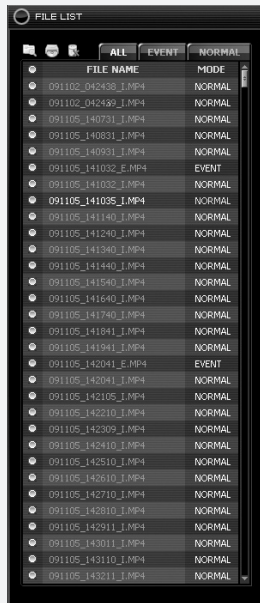 FILE LIST
ALL EVENT NORMAL
FILE NAME MODE
091102_042438_I.MP4 NORMAL
091102_042439_I.MP4 NORMAL
091105_140731_I.MP4 NORMAL
091105_140831_I.MP4 NORMAL
091105_140931_I.MP4 NORMAL
091105_141032_E.MP4 EVENT
091105_141032_I.MP4 NORMAL
091105_141035_I.MP4 NORMAL
091105_141140_I.MP4 NORMAL
091105_141240_I.MP4 NORMAL
091105_141340_I.MP4 NORMAL
091105_141440_I.MP4 NORMAL
091105_141540_I.MP4 NORMAL
091105_141640_I.MP4 NORMAL
091105_141740_I.MP4 NORMAL
091105_141841_I.MP4 NORMAL
091105_141941_I.MP4 NORMAL
091105_142041_E.MP4 EVENT
091105_142041_I.MP4 NORMAL
091105_142105_I.MP4 NORMAL
091105_142210_I.MP4 NORMAL
091105_142309_I.MP4 NORMAL
091105_142410_I.MP4 NORMAL
091105_142510_I.MP4 NORMAL
091105_142610_I.MP4 NORMAL
091105_142710_I.MP4 NORMAL
091105_142810_I.MP4 NORMAL
091105_142911_I.MP4 NORMAL
091105_143011_I.MP4 NORMAL
091105_143110_I.MP4 NORMAL
091105_143211_I.MP4 NORMAL